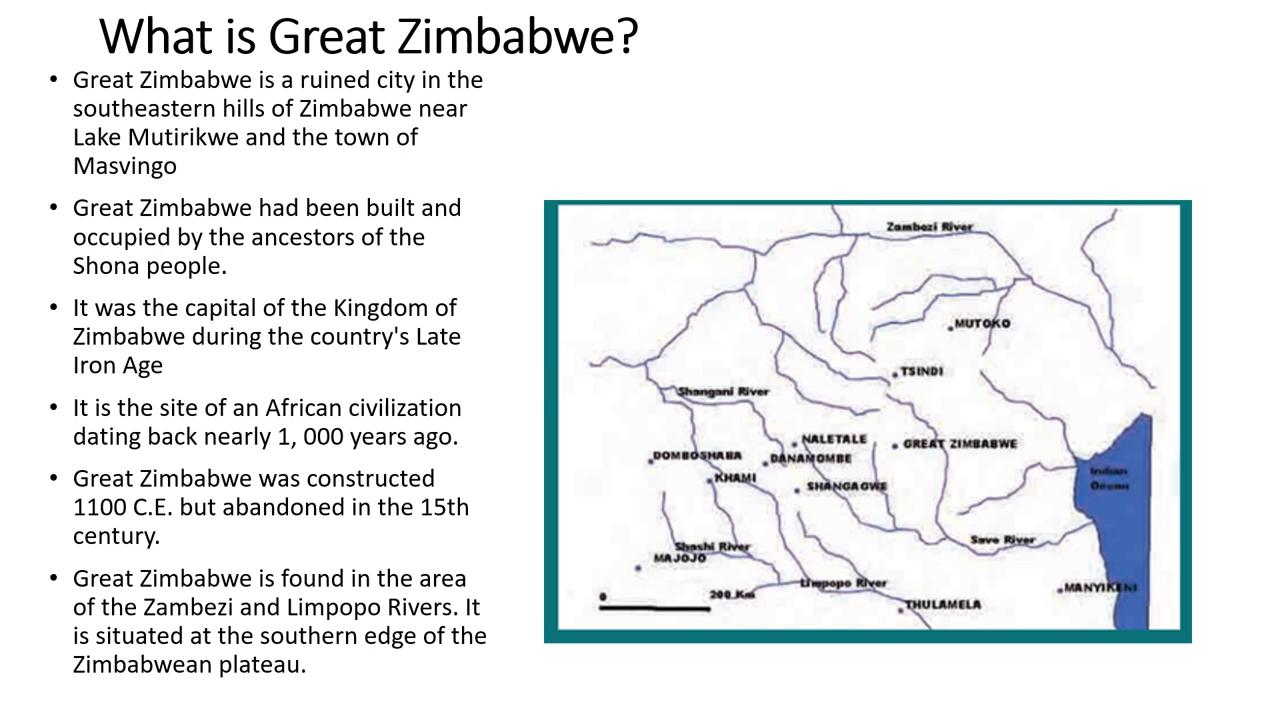 What is Great Zimbabwe?
• Great Zimbabwe is a ruined city in the
southeastern hills of Zimbabwe near
Lake Mutirikwe and the town of
Masvingo
• Great Zimbabwe had been built and
occupied by the ancestors of the
Shona people.
• It was the capital of the Kingdom of
Zimbabwe during the country's Late
Iron Age
• It is the site of an African civilization
dating back nearly 1, 000 years ago.
• Great Zimbabwe was constructed
1100 C.E. but abandoned in the 15th
century.
• Great Zimbabwe is found in the area
of the Zambezi and Limpopo Rivers. It
is situated at the southern edge of the
Zimbabwean plateau.
Zambezi River
MUTOKO
TSINDI
Shangani River
NALETALE
GREAT ZIMBABWE
DOMBOSHABA
DANAMOMBE
KHAMI
SHANGAGWE
Indian
Ocean
Save River
Shashi River
MAJOJO
Limpopo River
MANYIKENI
0
200 Km
THULAMELA